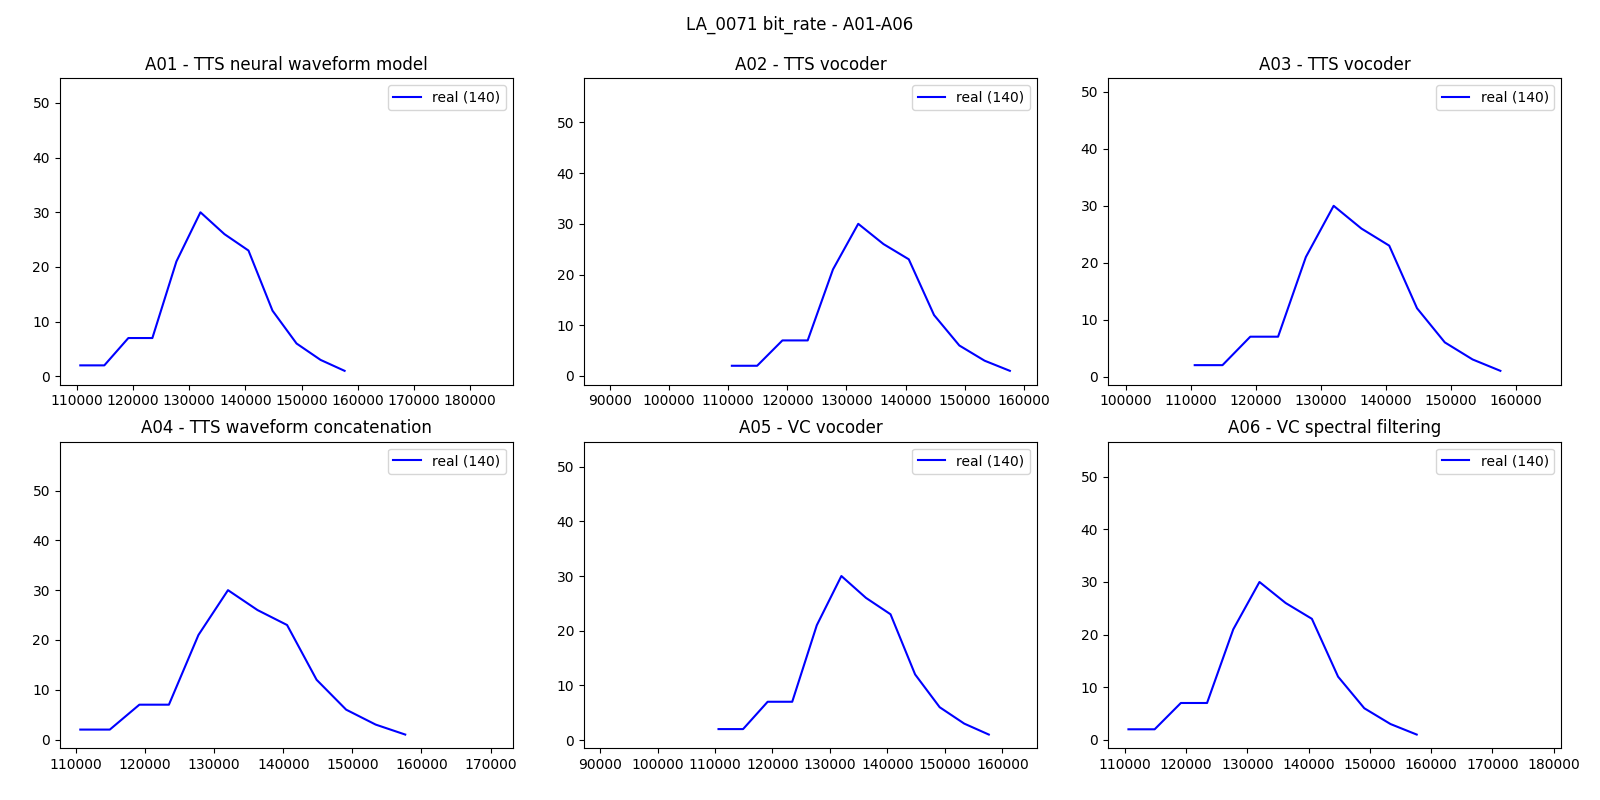 LA_0071 bit_rate - A01-A06
A01 - TTS neural waveform model
real (140)
50
40
30
20
10
0
110000 120000 130000 140000 150000 160000 170000 180000
A02 - TTS vocoder
real (140)
50
40
30
20
10
0
90000 100000 110000 120000 130000 140000 150000 160000
A03 - TTS vocoder
real (140)
50
40
30
20
10
0
100000 110000 120000 130000 140000 150000 160000
A04 - TTS waveform concatenation
real (140)
50
40
30
20
10
0
110000 120000 130000 140000 150000 160000 170000
A05 - VC vocoder
real (140)
50
40
30
20
10
0
90000 100000 110000 120000 130000 140000 150000 160000
A06 - VC spectral filtering
real (140)
50
40
30
20
10
0
110000 120000 130000 140000 150000 160000 170000 180000